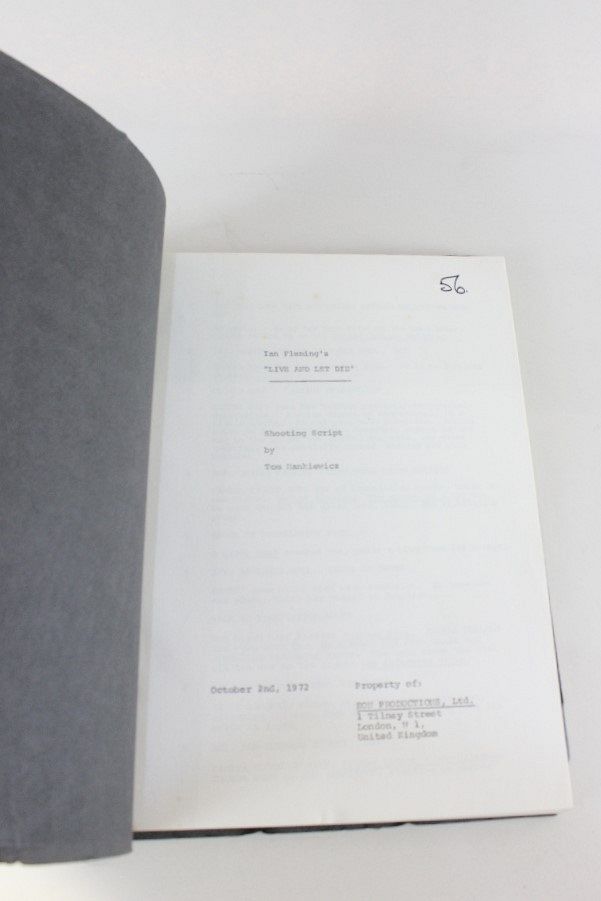 56.
Ian Fleming's
"LIVE AND LET DIE"
Shooting Script
by
Tom Mankiewicz
October 2nd, 1972
Property of:
EON PRODUCTIONS, Ltd.
1 Tilney Street
London, W 1,
United Kingdom